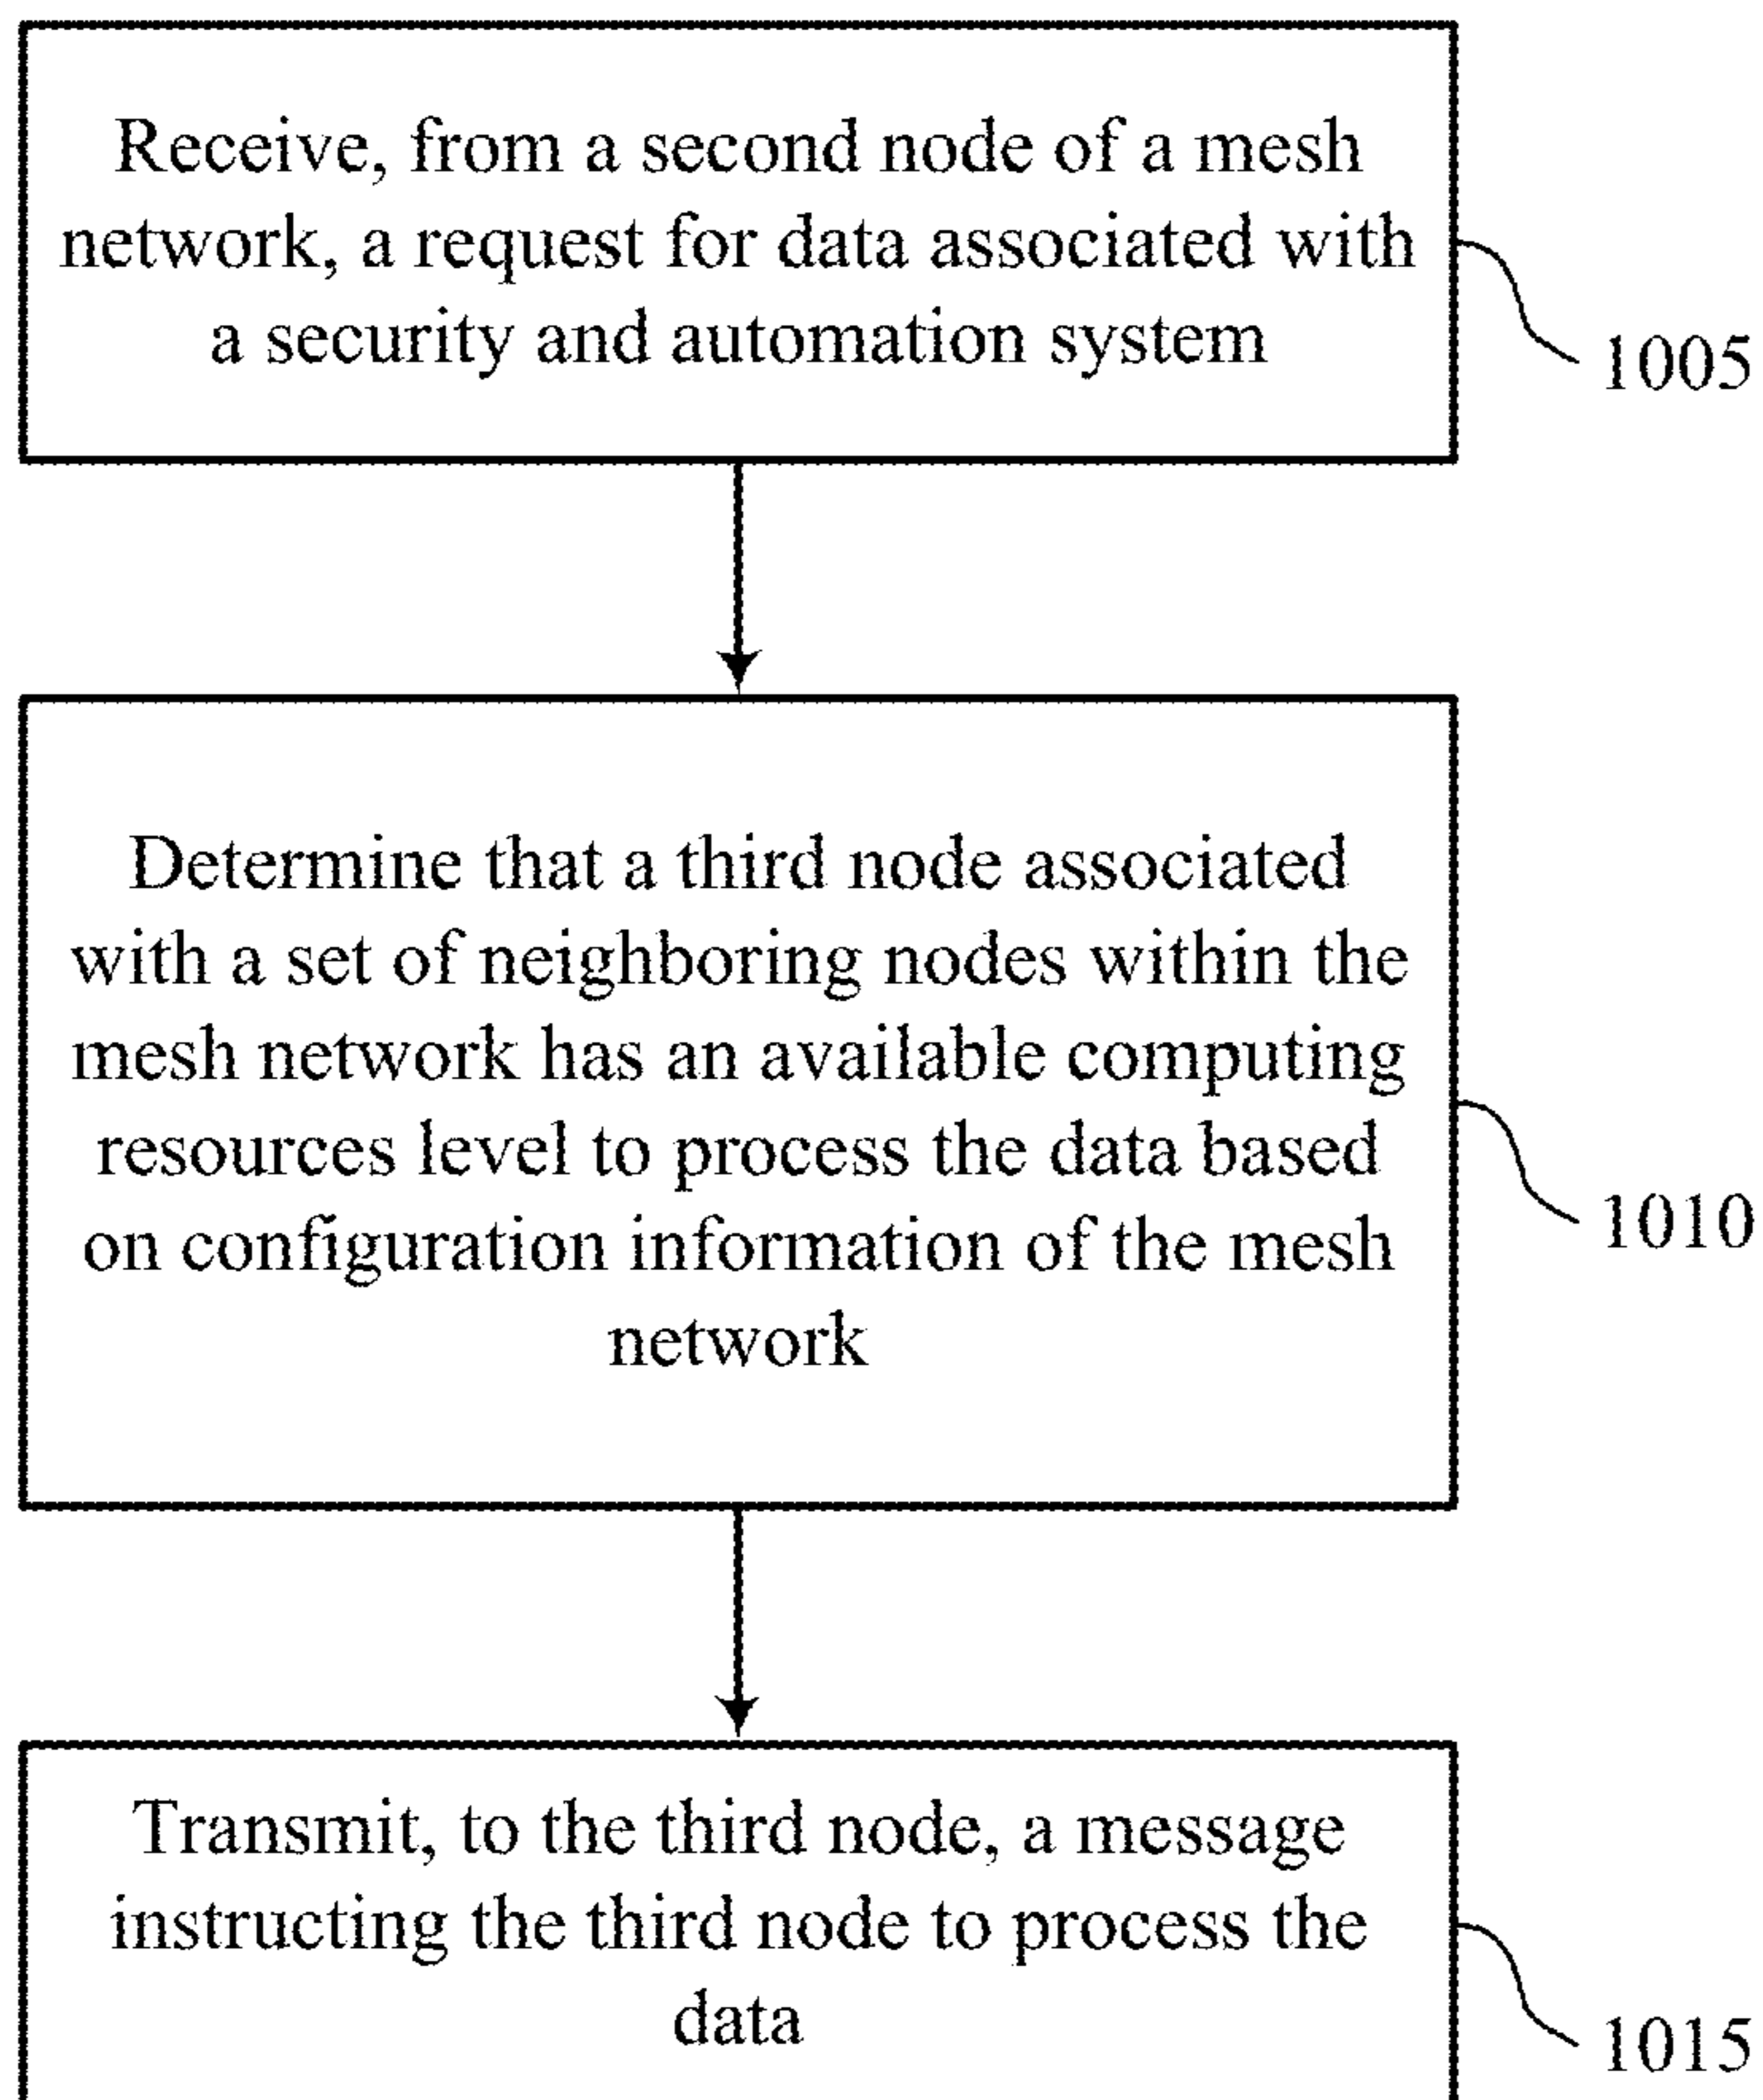 Receive, from a second node of a mesh
network, a request for data associated with
a security and automation system
1005
Determine that a third node associated
with a set of neighboring nodes within the
mesh network has an available computing
resources level to process the data based
on configuration information of the mesh
network
1010
Transmit, to the third node, a message
instructing the third node to process the
data
1015